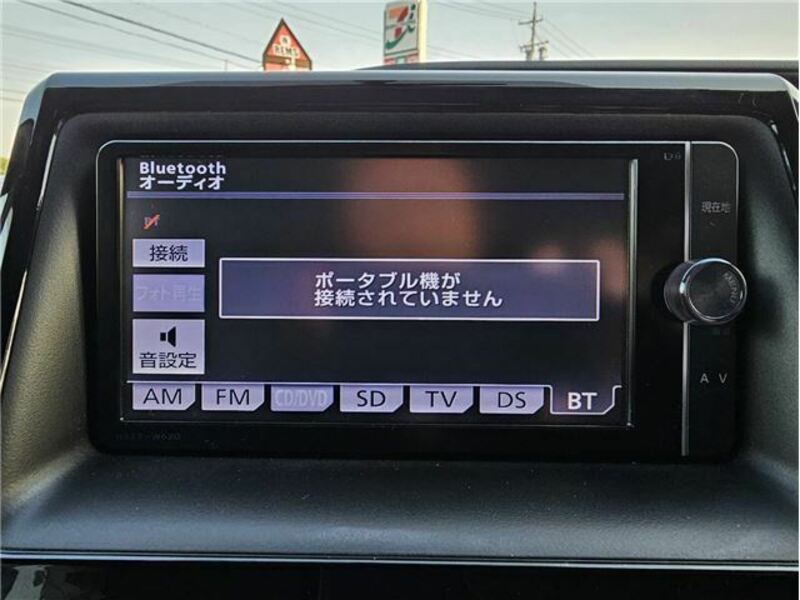 Bluetooth
オーディオ
現在地
接続
フォト再生
ポータブル機が
接続されていません
MENU
音設定
A V
AM FM CD/DVD SD TV DS BT